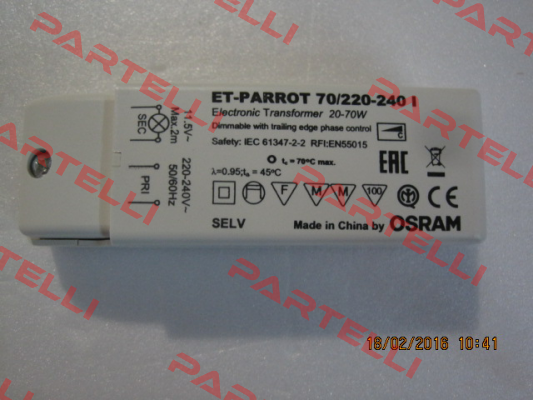 ET-PARROT 70/220-240 I
Electronic Transformer 20-70W
Dimmable with trailing edge phase control
Safety: IEC 61347-2-2 RFI:EN55015
tc = 70°C max.
λ=0.95;ta = 45°C
F M M 100
SELV
Made in China by OSRAM
EAC
CE
11.5V~
Max.2m
SEC
220-240V~
50/60Hz
PRI
PARTELLI
PARTELLI
PARTELLI
PARTELLI
PARTELLI
16/02/2016 10:41